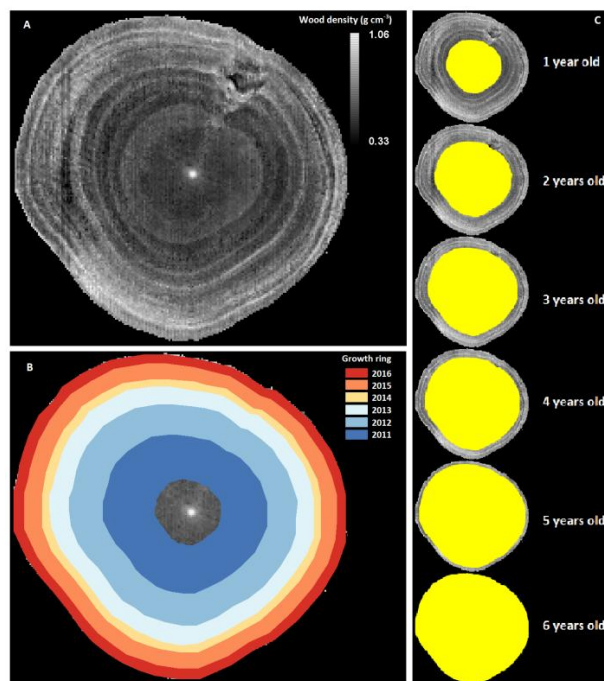 A
Wood density (g cm⁻³)
1.06
0.33
B
Growth ring
2016
2015
2014
2013
2012
2011
C
1 year old
2 years old
3 years old
4 years old
5 years old
6 years old